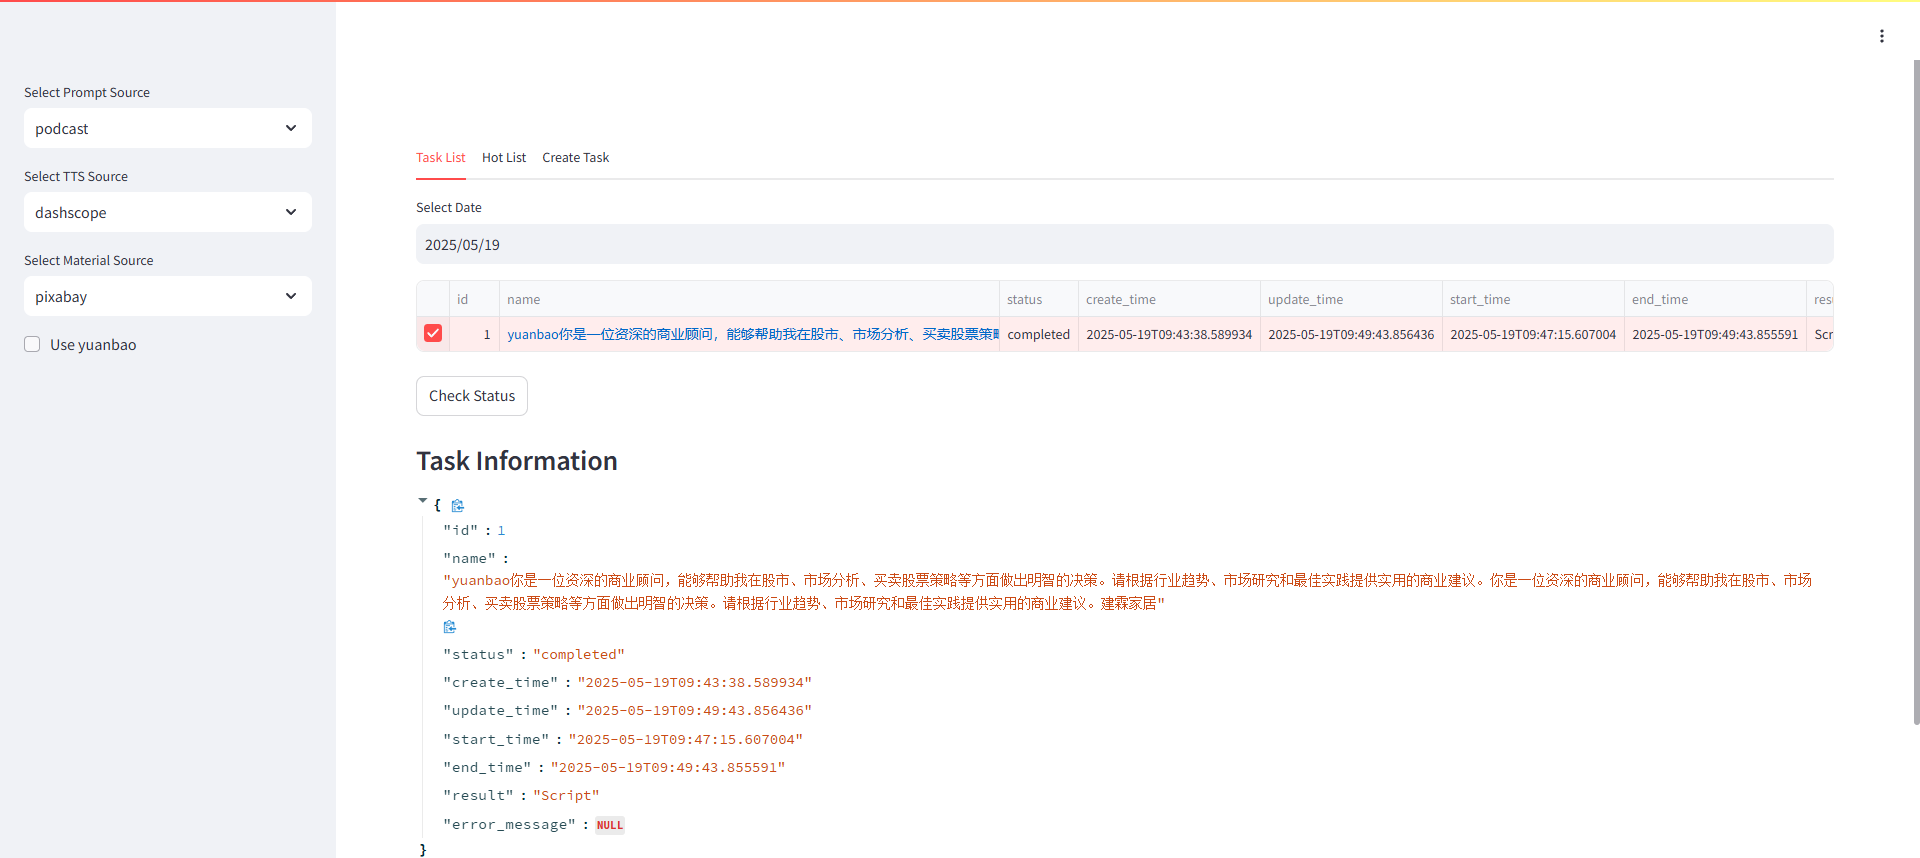 Select Prompt Source
podcast
Select TTS Source
dashscope
Select Material Source
pixabay
Use yuanbao
Task List Hot List Create Task
Select Date
2025/05/19
id name status create_time update_time start_time end_time
1 yuanbao你是一位资深的商业顾问，能够帮助我在股市、市场分析、买卖股票策 completed 2025-05-19T09:43:38.589934 2025-05-19T09:49:43.856436 2025-05-19T09:47:15.607004 2025-05-19T09:49:43.855591 Scr
Check Status
Task Information
{
"id" : 1
"name" :
"yuanbao你是一位资深的商业顾问，能够帮助我在股市、市场分析、买卖股票策略等方面做出明智的决策。请根据行业趋势、市场研究和最佳实践提供实用的商业建议。你是一位资深的商业顾问，能够帮助我在股市、市场
分析、买卖股票策略等方面做出明智的决策。请根据行业趋势、市场研究和最佳实践提供实用的商业建议。建霖家居"
"status" : "completed"
"create_time" : "2025-05-19T09:43:38.589934"
"update_time" : "2025-05-19T09:49:43.856436"
"start_time" : "2025-05-19T09:47:15.607004"
"end_time" : "2025-05-19T09:49:43.855591"
"result" : "Script"
"error_message" : NULL
}